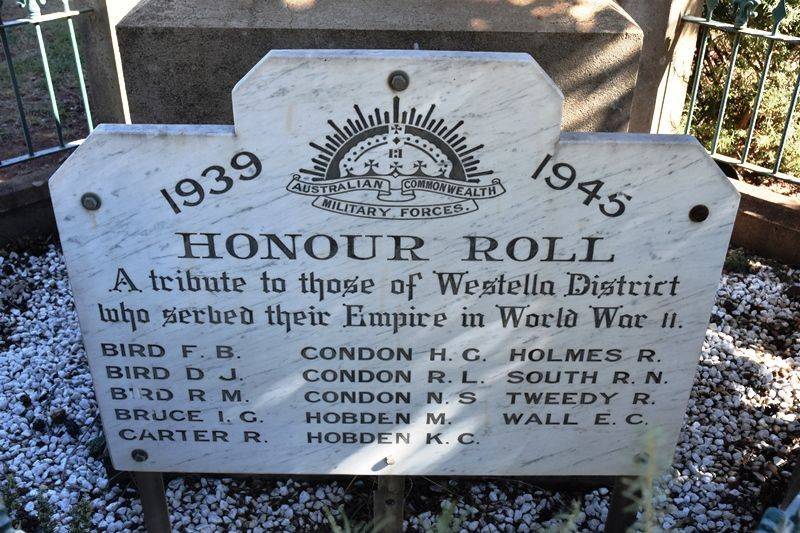 1939
AUSTRALIAN COMMONWEALTH
MILITARY FORCES.
1945
HONOUR ROLL
A tribute to those of Westella District
who served their Empire in World War II.
BIRD F. B. CONDON H. G. HOLMES R.
BIRD D J. CONDON R. L. SOUTH R. N.
BIRD R M. CONDON N. S TWEEDY R.
BRUCE I. G. HOBDEN M. WALL E. C.
CARTER R. HOBDEN K. C.